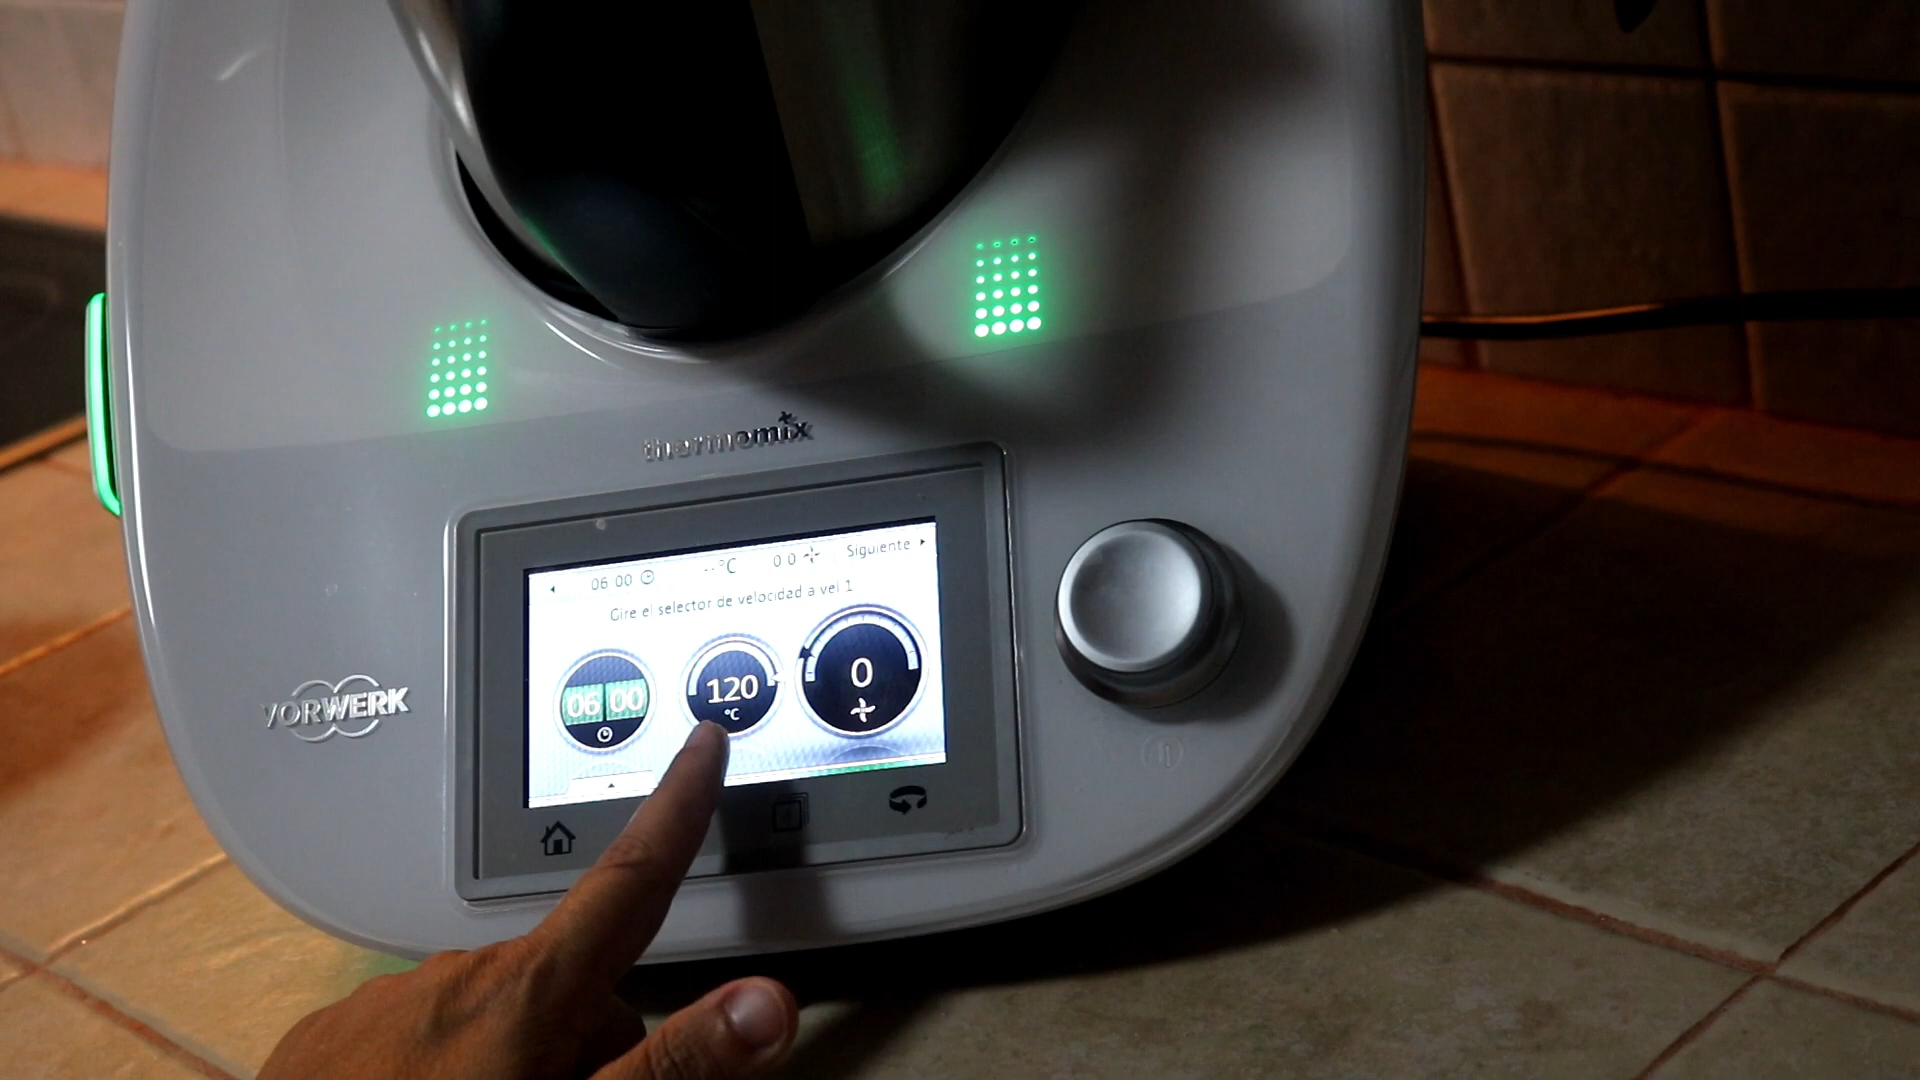 thermomix
06 00 --°C 0 0 Siguiente
Gire el selector de velocidad a vel 1
06 00
120
°C
0
VORWERK